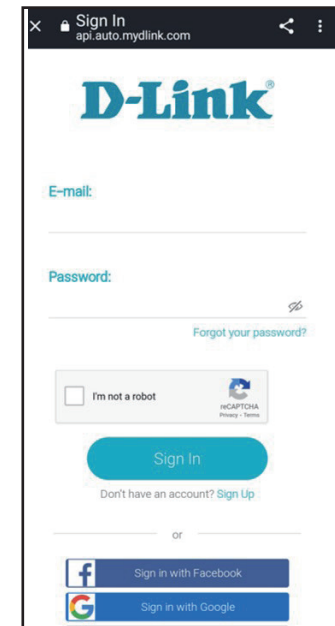 Sign In
api.auto.mydlink.com
D-Link®
E-mail:
Password:
Forgot your password?
I'm not a robot
reCAPTCHA
Privacy - Terms
Sign In
Don't have an account? Sign Up
or
Sign in with Facebook
Sign in with Google